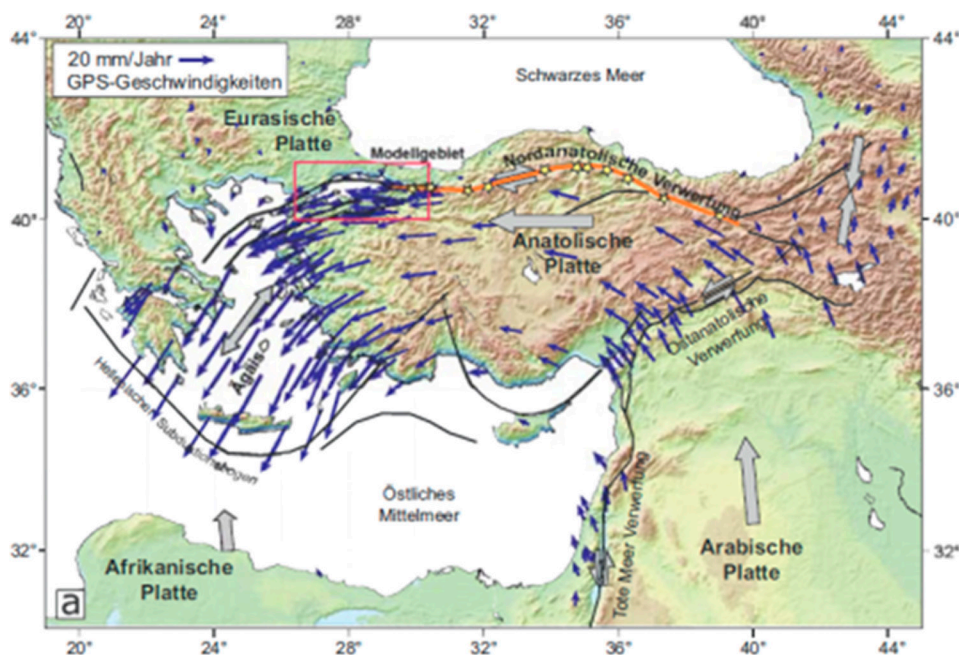 20° 24° 28° 32° 36° 40° 44°
44° 44°
20 mm/Jahr
GPS-Geschwindigkeiten
Schwarzes Meer
Eurasische
Platte
Modellgebiet
Nordanatolische Verwerfung
40° 40°
Anatolische
Platte
Ostanatolische
Verwerfung
Ägäis
36° 36°
Hellenischer Subduktionsbogen
Östliches
Mittelmeer
Tote Meer Verwerfung
Arabische
Platte
32° 32°
Afrikanische
Platte
a
20° 24° 28° 32° 36° 40° 44°